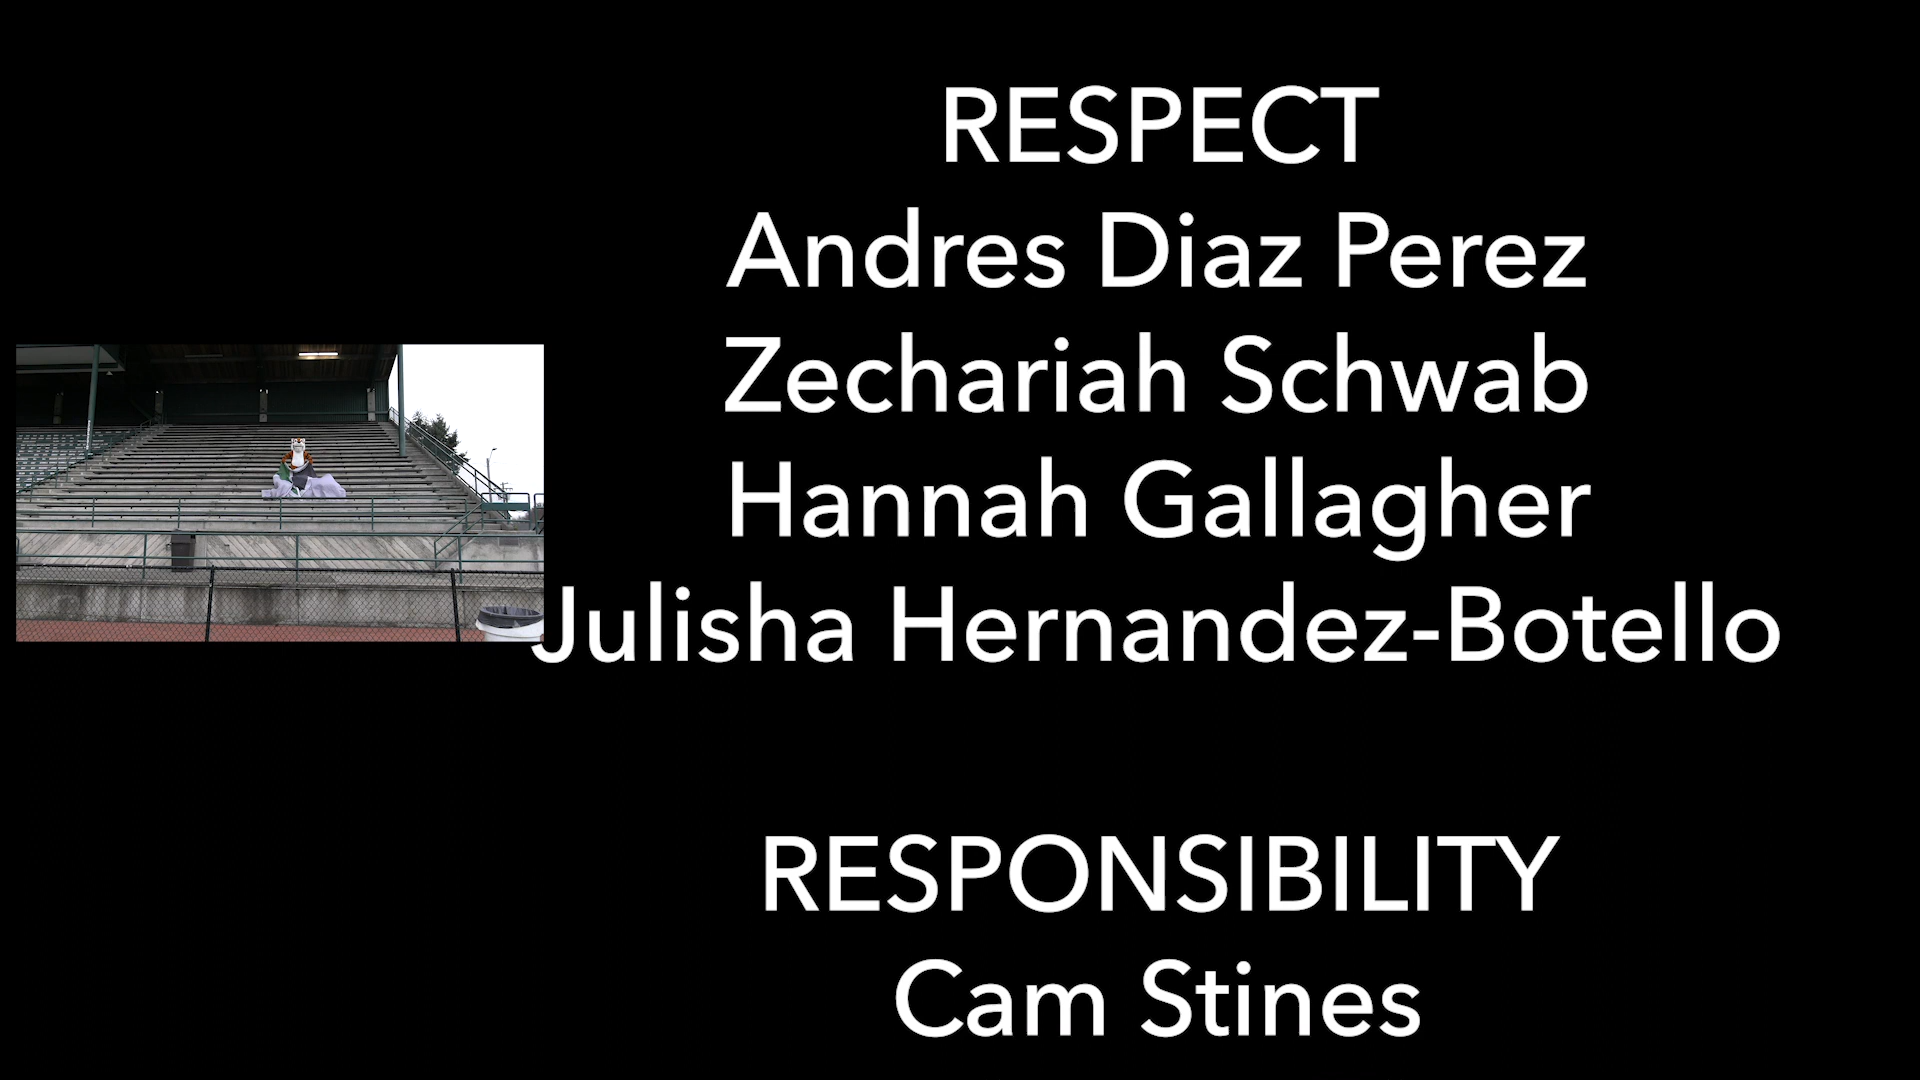 RESPECT
Andres Diaz Perez
Zechariah Schwab
Hannah Gallagher
Julisha Hernandez-Botello
RESPONSIBILITY
Cam Stines